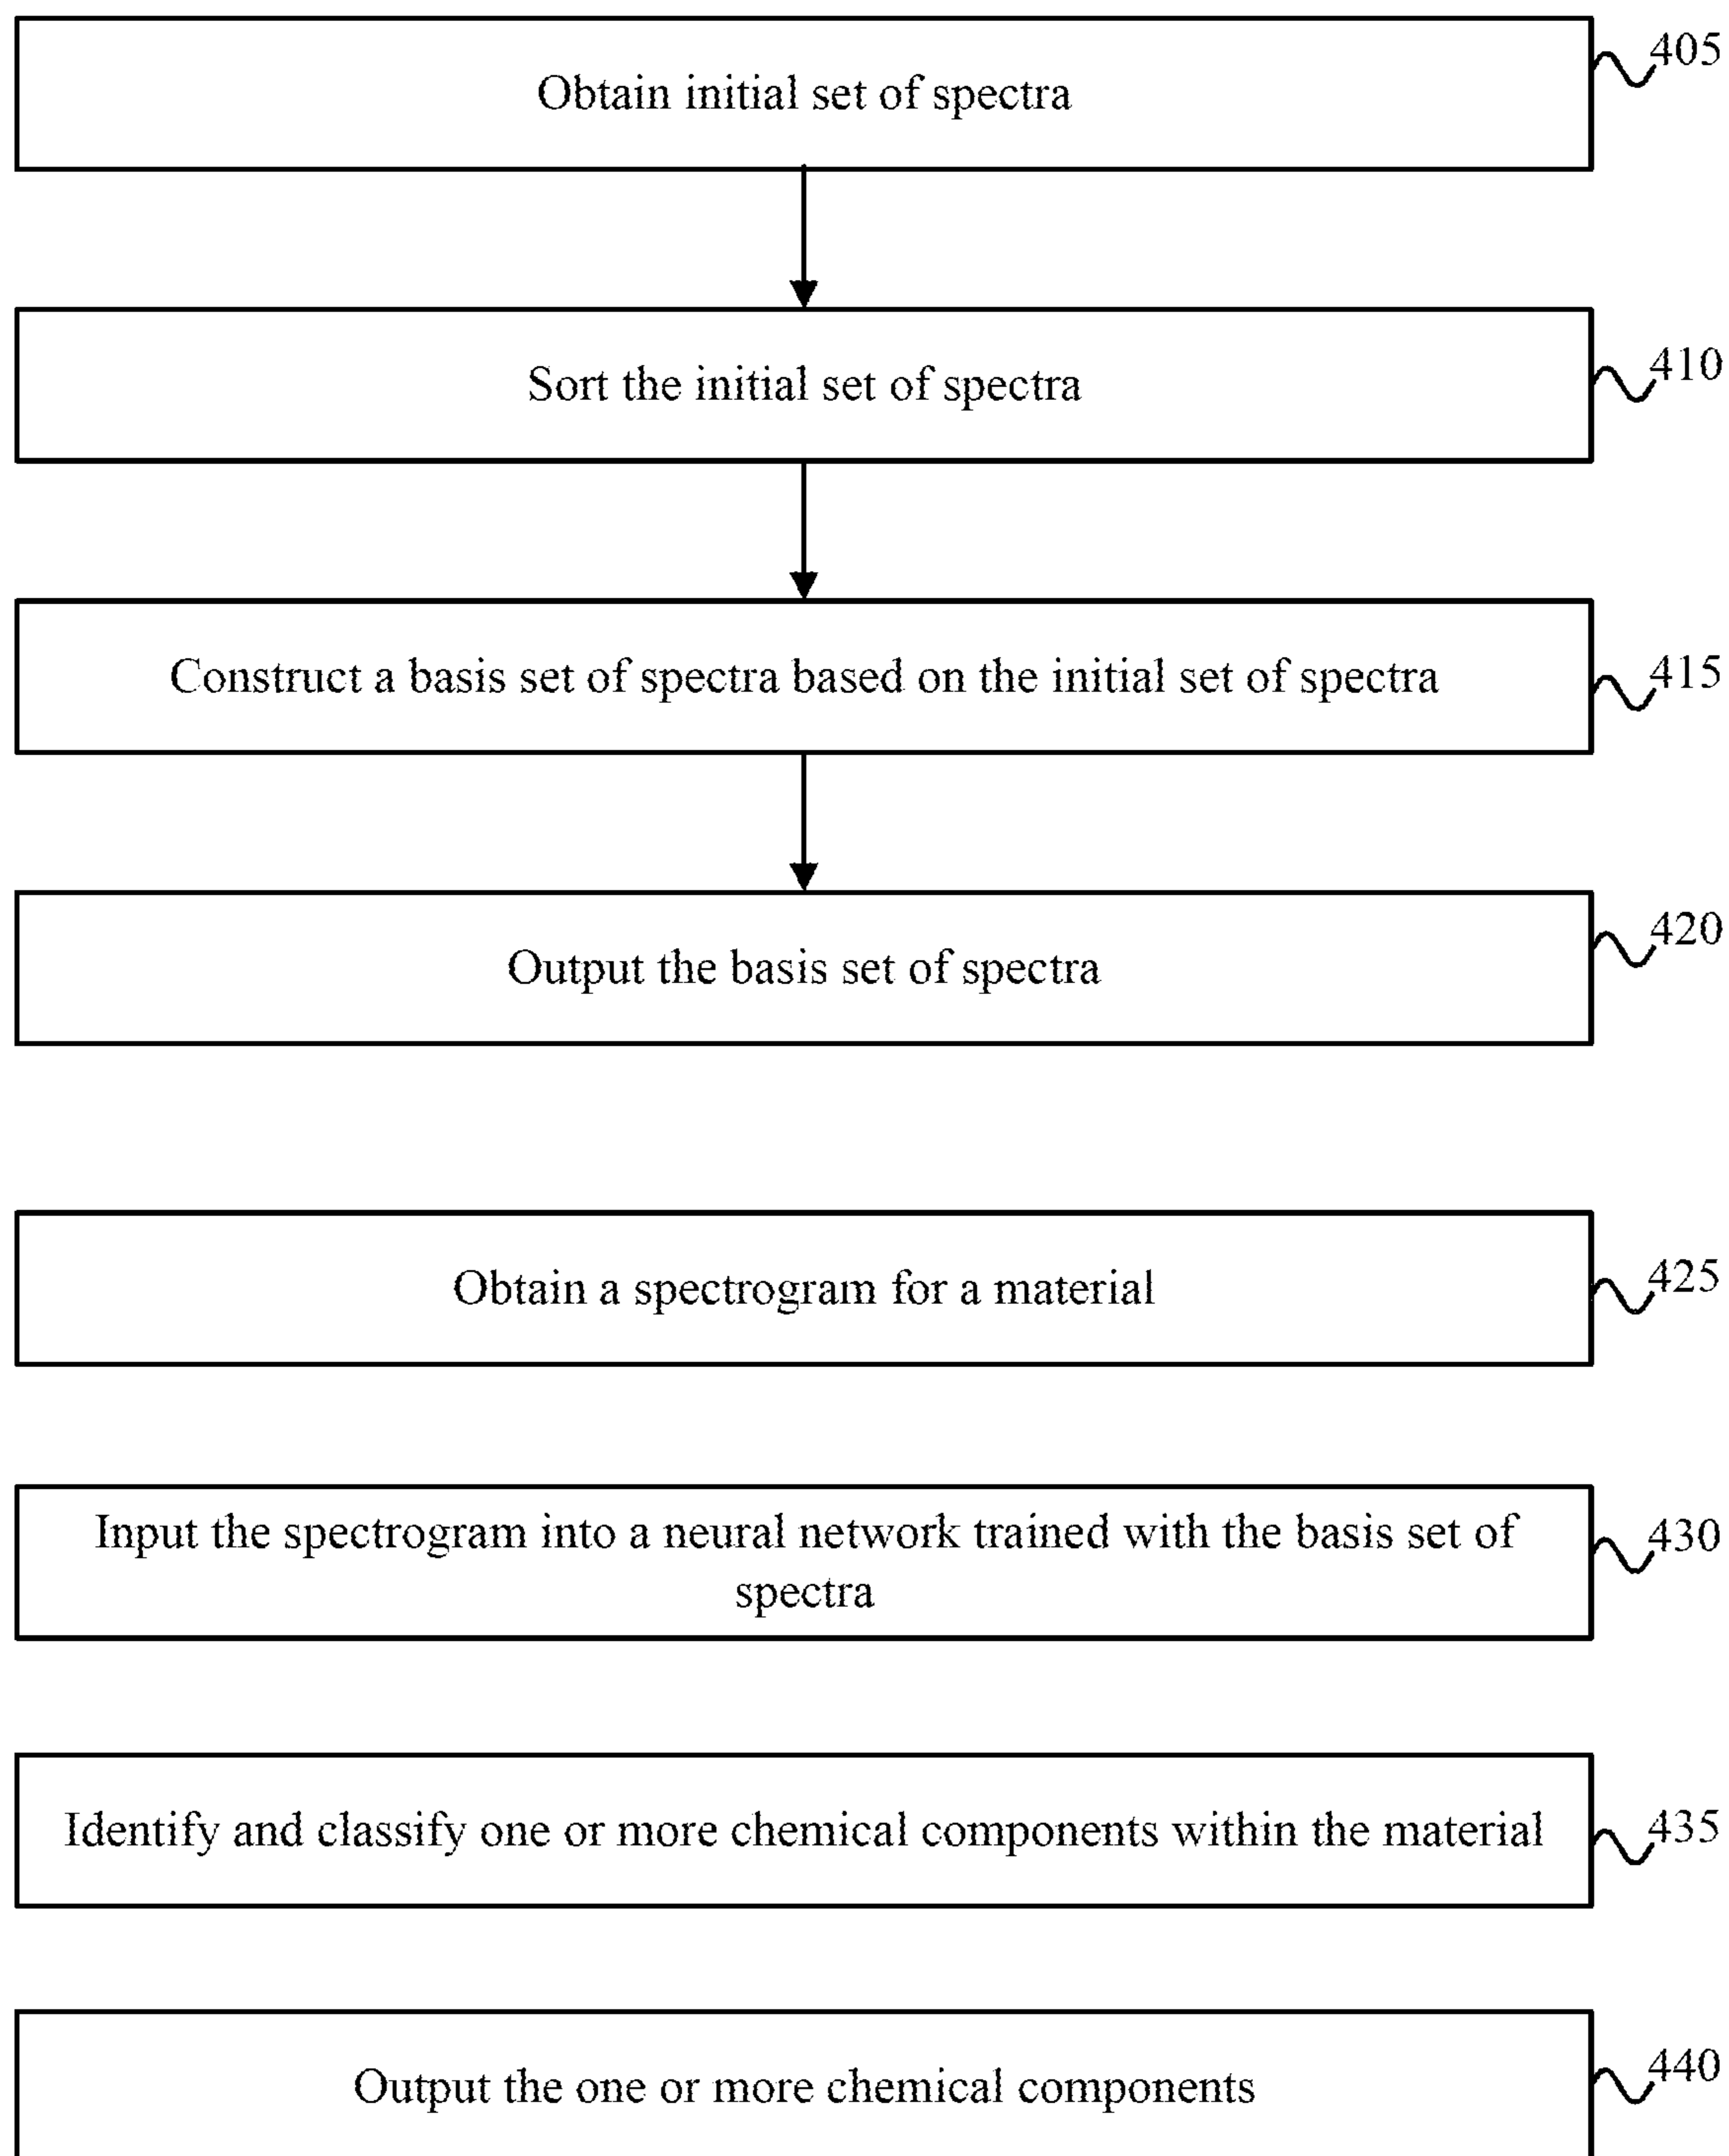 405
Obtain initial set of spectra
410
Sort the initial set of spectra
415
Construct a basis set of spectra based on the initial set of spectra
420
Output the basis set of spectra
425
Obtain a spectrogram for a material
430
Input the spectrogram into a neural network trained with the basis set of
spectra
435
Identify and classify one or more chemical components within the material
440
Output the one or more chemical components